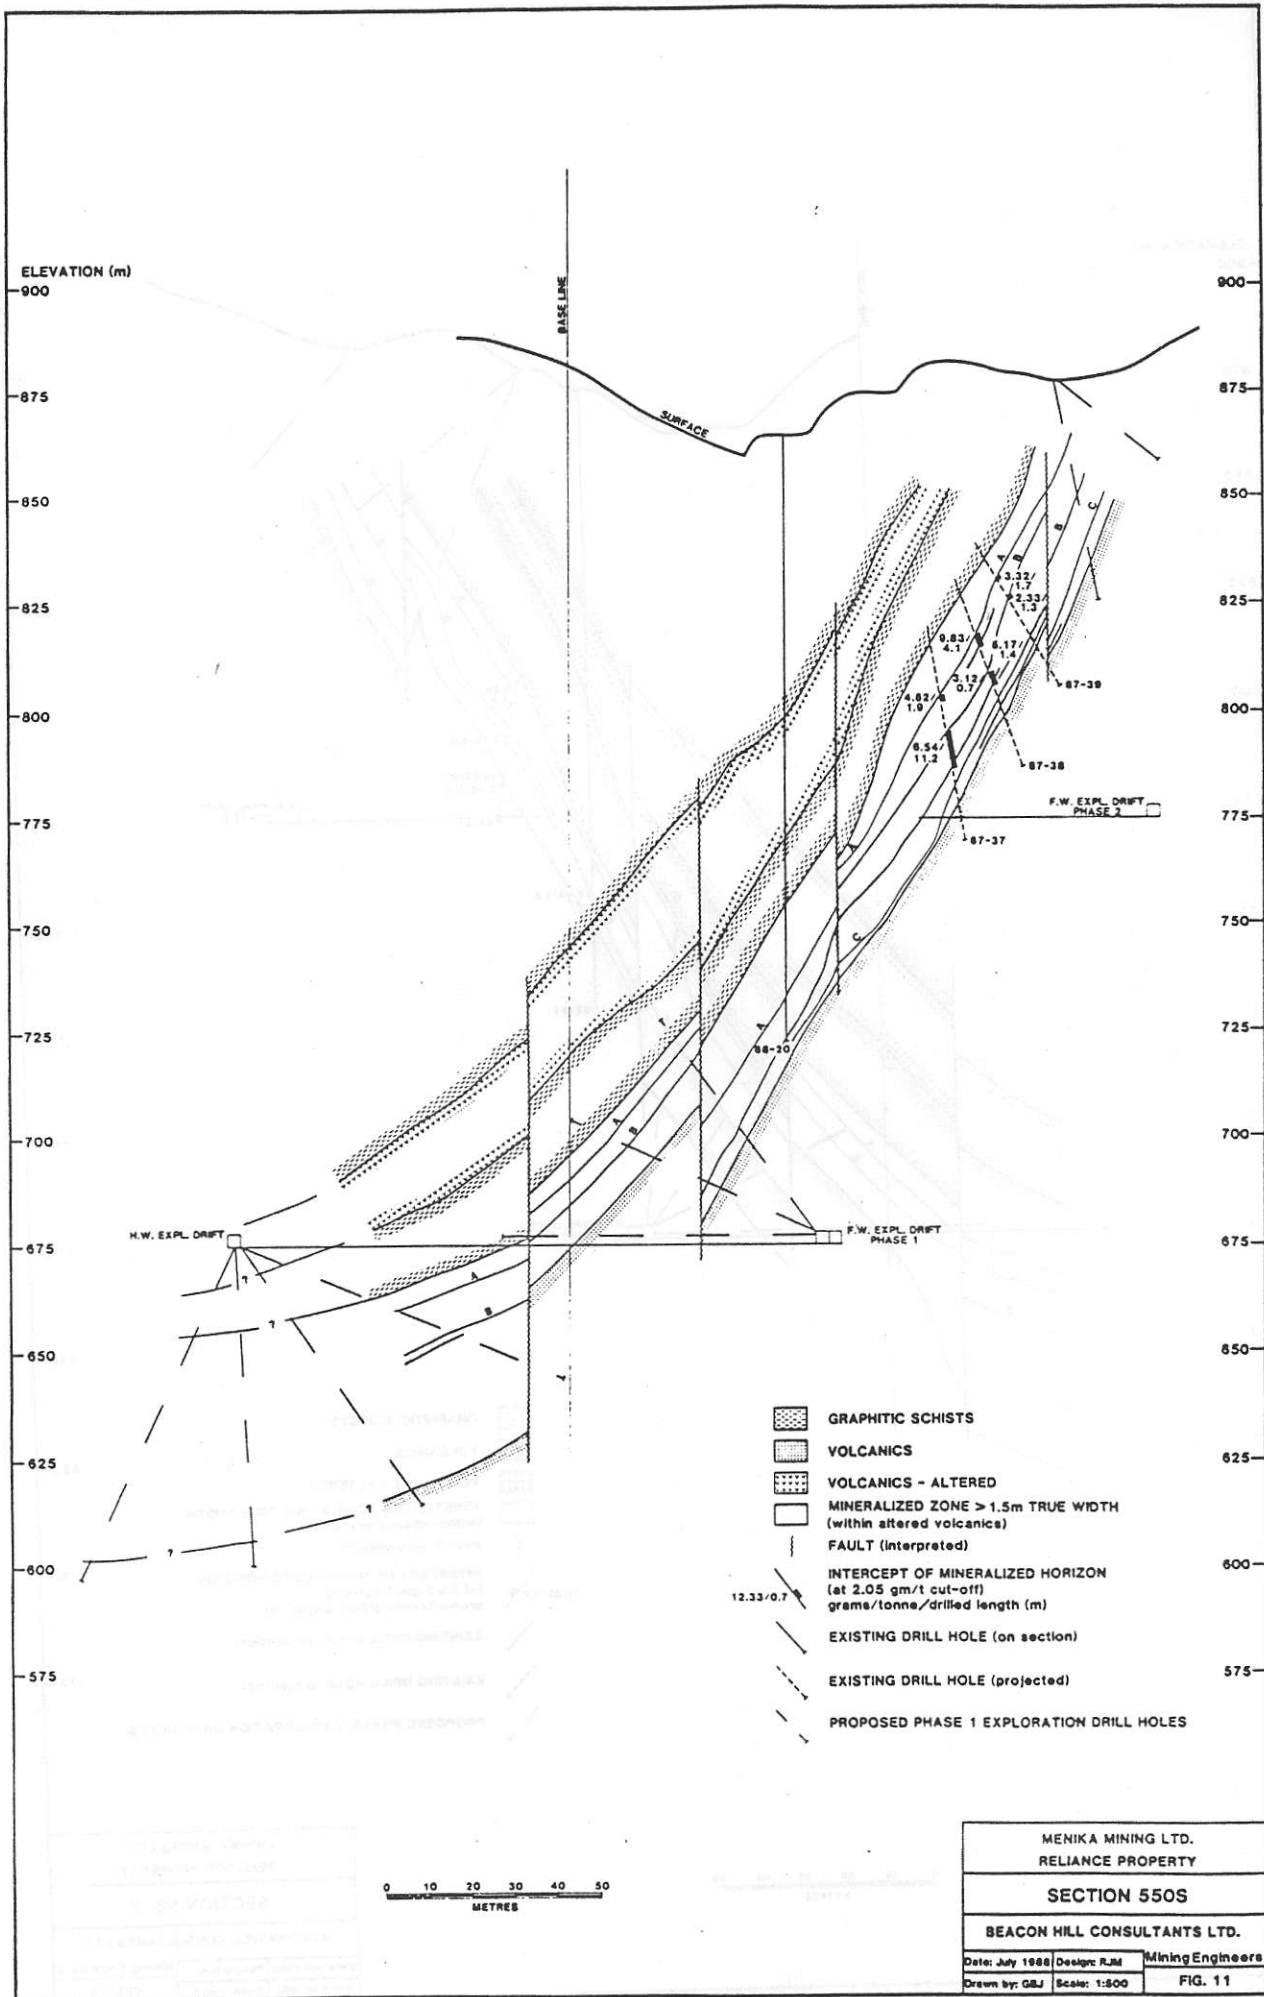 ELEVATION (m)
900
875
850
825
800
775
750
725
700
675
650
625
600
575
900
875
850
825
800
775
750
725
700
675
650
625
600
575
BASE LINE
SURFACE
A
B
B
C
3.32/
1.7
2.33/
1.3
9.83/
4.1
5.17/
1.4
3.12/
0.7
4.62/
1.9
6.54/
11.2
87-39
87-38
87-37
F.W. EXPL. DRIFT
PHASE 2
A
C
A
A
B
H.W. EXPL. DRIFT
F.W. EXPL. DRIFT
PHASE 1
?
A
B
?
?
?
GRAPHITIC SCHISTS
VOLCANICS
VOLCANICS - ALTERED
MINERALIZED ZONE > 1.5m TRUE WIDTH
(within altered volcanics)
FAULT (interpreted)
12.33/0.7
INTERCEPT OF MINERALIZED HORIZON
(at 2.05 gm/t cut-off)
grams/tonne/drilled length (m)
EXISTING DRILL HOLE (on section)
EXISTING DRILL HOLE (projected)
PROPOSED PHASE 1 EXPLORATION DRILL HOLES
0 10 20 30 40 50
METRES
MENIKA MINING LTD.
RELIANCE PROPERTY
SECTION 550S
BEACON HILL CONSULTANTS LTD.
Date: July 1988 Design: RJM Mining Engineers
Drawn by: GBJ Scale: 1:500 FIG. 11